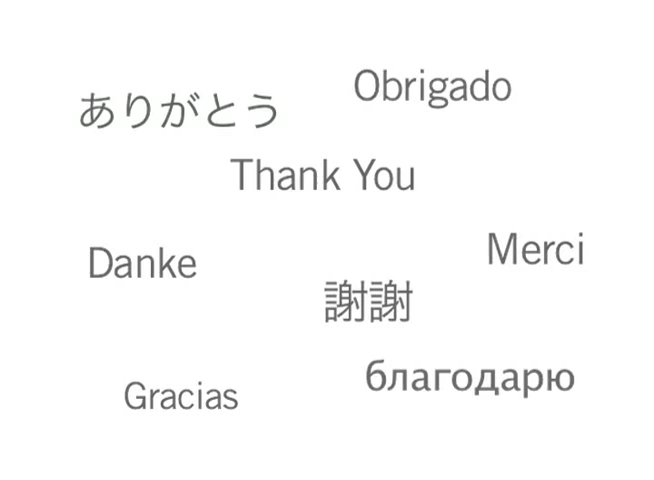 Obrigado
ありがとう
Thank You
Merci
Danke
謝謝
благодарю
Gracias